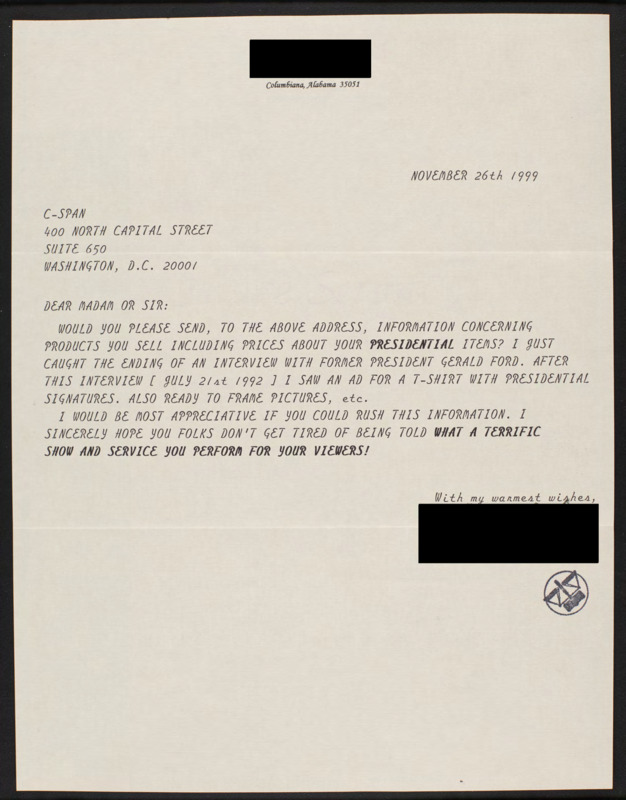 Columbiana, Alabama 35051
NOVEMBER 26th 1999
C-SPAN
400 NORTH CAPITAL STREET
SUITE 650
WASHINGTON, D.C. 20001
DEAR MADAM OR SIR:
WOULD YOU PLEASE SEND, TO THE ABOVE ADDRESS, INFORMATION CONCERNING
PRODUCTS YOU SELL INCLUDING PRICES ABOUT YOUR PRESIDENTIAL ITEMS? I JUST
CAUGHT THE ENDING OF AN INTERVIEW WITH FORMER PRESIDENT GERALD FORD. AFTER
THIS INTERVIEW [ JULY 21st 1992 ] I SAW AN AD FOR A T-SHIRT WITH PRESIDENTIAL
SIGNATURES. ALSO READY TO FRAME PICTURES, etc.
I WOULD BE MOST APPRECIATIVE IF YOU COULD RUSH THIS INFORMATION. I
SINCERELY HOPE YOU FOLKS DON'T GET TIRED OF BEING TOLD WHAT A TERRIFIC
SHOW AND SERVICE YOU PERFORM FOR YOUR VIEWERS!
With my warmest wishes,